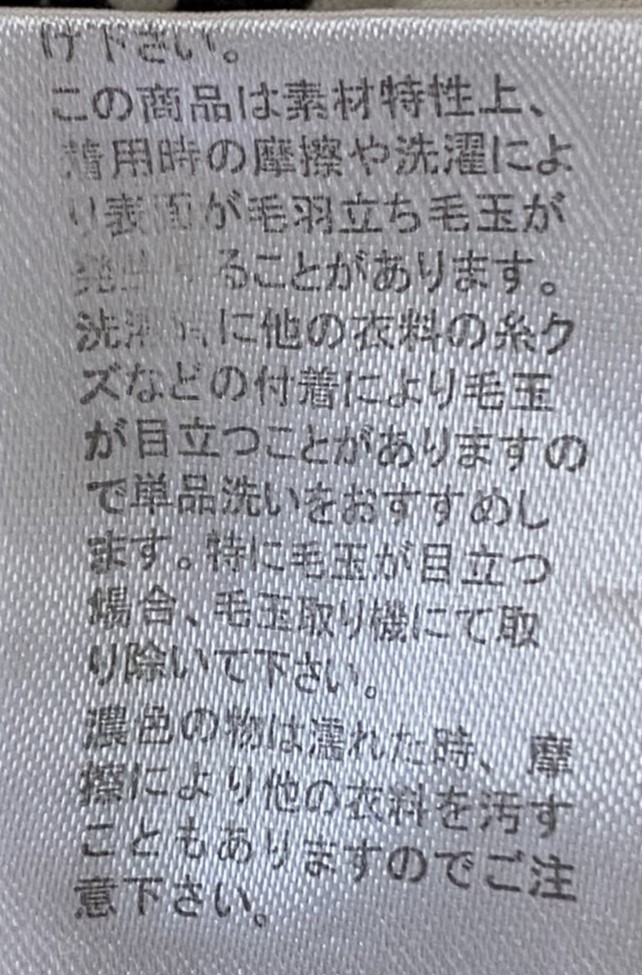 け下さい。
この商品は素材特性上、
着用時の摩擦や洗濯によ
り表面が毛羽立ち毛玉が
発生することがあります。
洗濯時に他の衣料の糸ク
ズなどの付着により毛玉
が目立つことがありますの
で単品洗いをおすすめし
ます。特に毛玉が目立つ
場合、毛玉取り機にて取
り除いて下さい。
濃色の物は濡れた時、摩
擦により他の衣料を汚す
こともありますのでご注
意下さい。